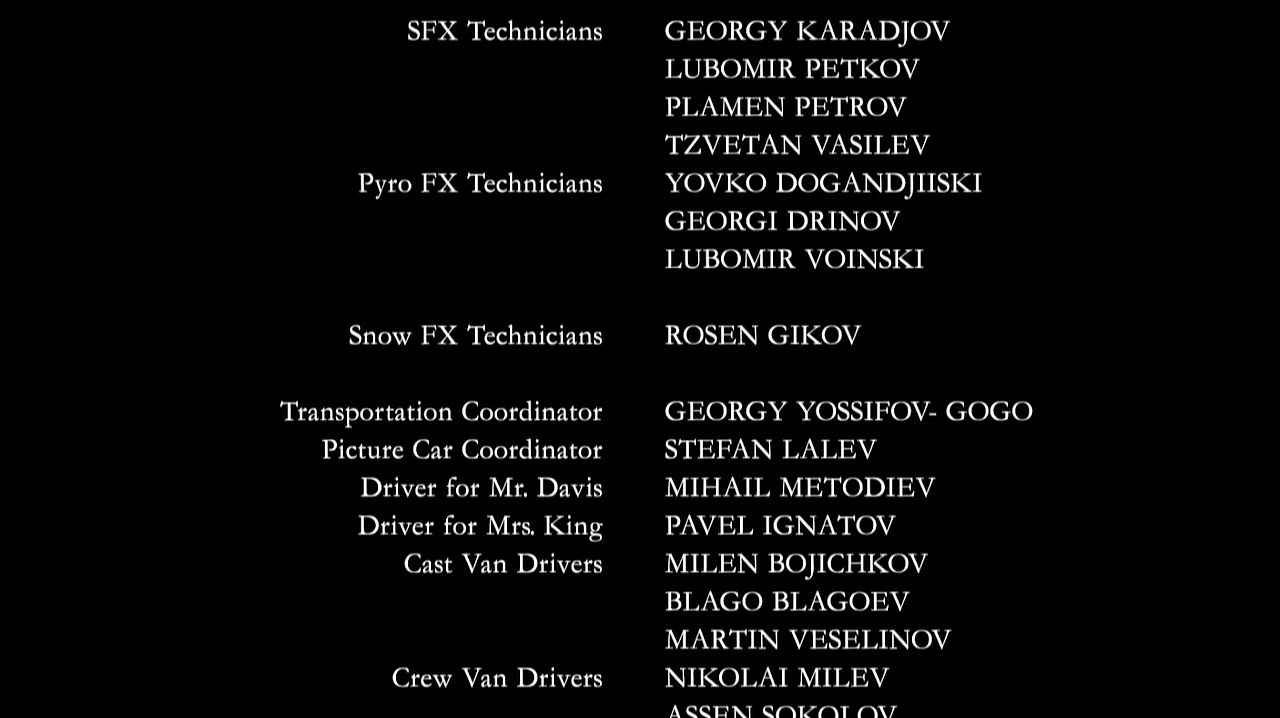 SFX Technicians GEORGY KARADJOV
LUBOMIR PETKOV
PLAMEN PETROV
TZVETAN VASILEV
Pyro FX Technicians YOVKO DOGANDJIISKI
GEORGI DRINOV
LUBOMIR VOINSKI
Snow FX Technicians ROSEN GIKOV
Transportation Coordinator GEORGY YOSSIFOV- GOGO
Picture Car Coordinator STEFAN LALEV
Driver for Mr. Davis MIHAIL METODIEV
Driver for Mrs. King PAVEL IGNATOV
Cast Van Drivers MILEN BOJICHKOV
BLAGO BLAGOEV
MARTIN VESELINOV
Crew Van Drivers NIKOLAI MILEV
ASSEN SOKOLOV